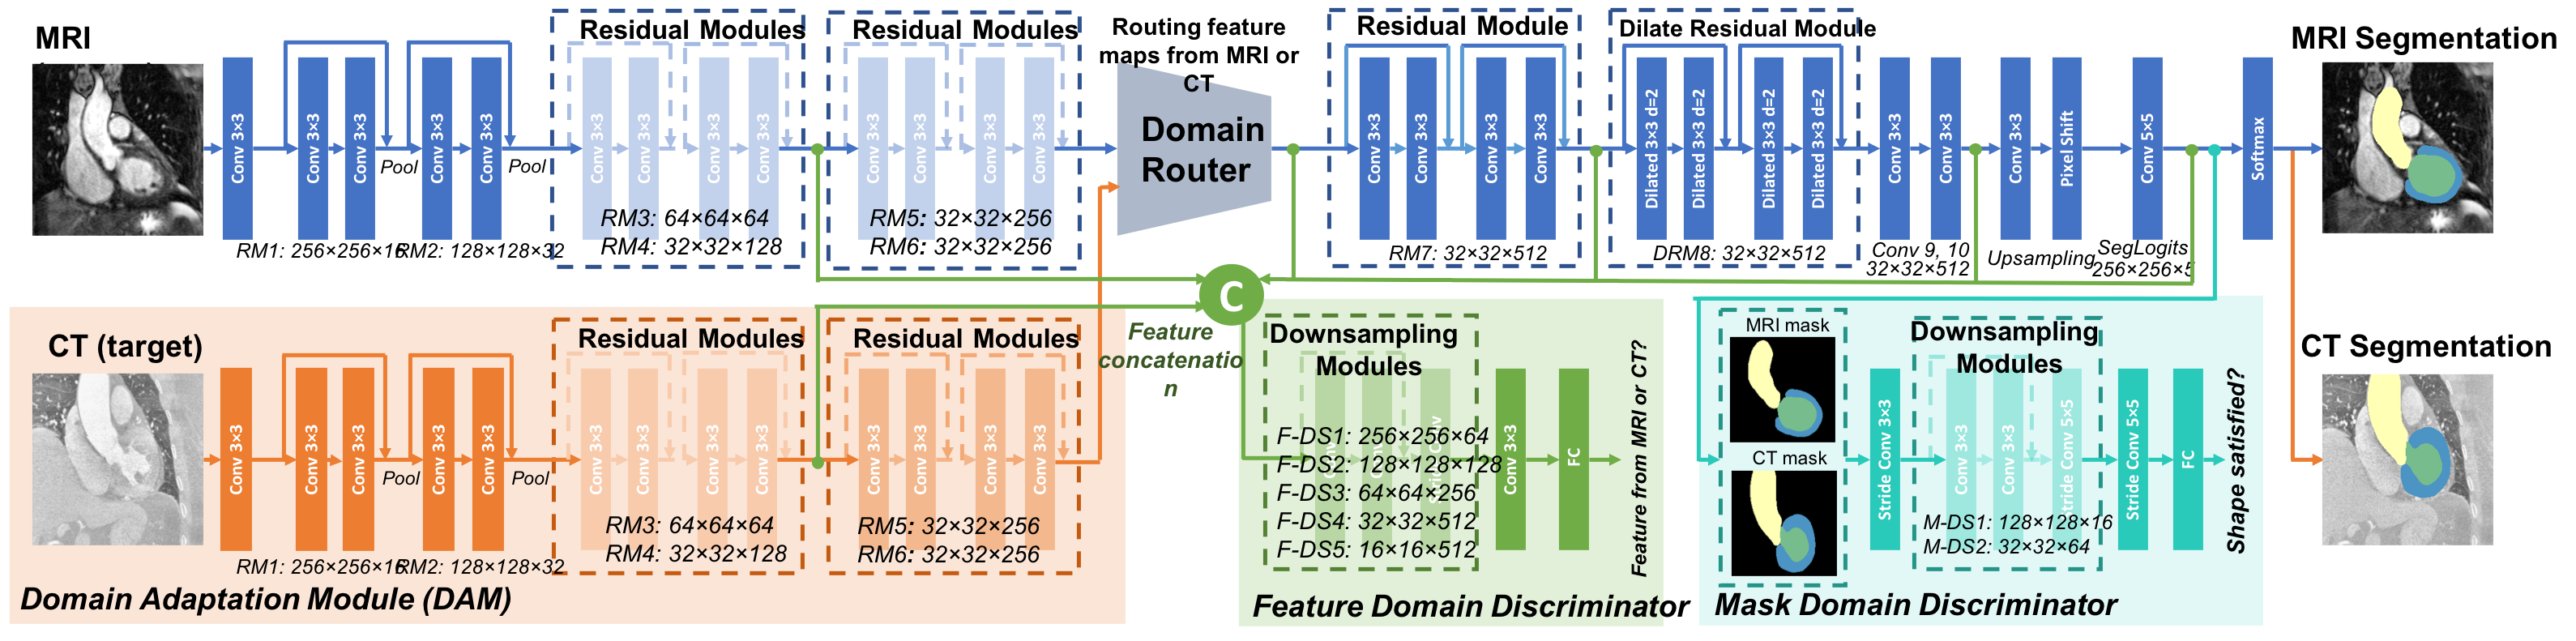 MRI
Conv 3×3
Conv 3×3
Conv 3×3
Pool
Conv 3×3
Conv 3×3
Pool
RM1: 256×256×16
RM2: 128×128×32
Residual Modules
Conv 3×3
Conv 3×3
Conv 3×3
Conv 3×3
RM3: 64×64×64
RM4: 32×32×128
Residual Modules
Conv 3×3
Conv 3×3
Conv 3×3
Conv 3×3
RM5: 32×32×256
RM6: 32×32×256
Routing feature
maps from MRI or
CT
Domain
Router
Residual Module
Conv 3×3
Conv 3×3
Conv 3×3
Conv 3×3
RM7: 32×32×512
Dilate Residual Module
Dilated 3×3 d=2
Dilated 3×3 d=2
Dilated 3×3 d=2
Dilated 3×3 d=2
DRM8: 32×32×512
Conv 3×3
Conv 3×3
Conv 9, 10
32×32×512
Conv 3×3
Pixel Shift
Upsampling
Conv 5×5
SegLogits
256×256×5
Softmax
MRI Segmentation
C
Feature
concatenatio
n
CT (target)
Conv 3×3
Conv 3×3
Conv 3×3
Pool
Conv 3×3
Conv 3×3
Pool
RM1: 256×256×16
RM2: 128×128×32
Residual Modules
Conv 3×3
Conv 3×3
Conv 3×3
Conv 3×3
RM3: 64×64×64
RM4: 32×32×128
Residual Modules
Conv 3×3
Conv 3×3
Conv 3×3
Conv 3×3
RM5: 32×32×256
RM6: 32×32×256
Domain Adaptation Module (DAM)
Downsampling
Modules
F-DS1: 256×256×64
F-DS2: 128×128×128
F-DS3: 64×64×256
F-DS4: 32×32×512
F-DS5: 16×16×512
Conv 3×3
FC
Feature from MRI or CT?
Feature Domain Discriminator
MRI mask
CT mask
Stride Conv 3×3
Downsampling
Modules
Conv 3×3
Conv 3×3
Stride Conv 5×5
M-DS1: 128×128×16
M-DS2: 32×32×64
Stride Conv 5×5
FC
Shape satisfied?
Mask Domain Discriminator
CT Segmentation